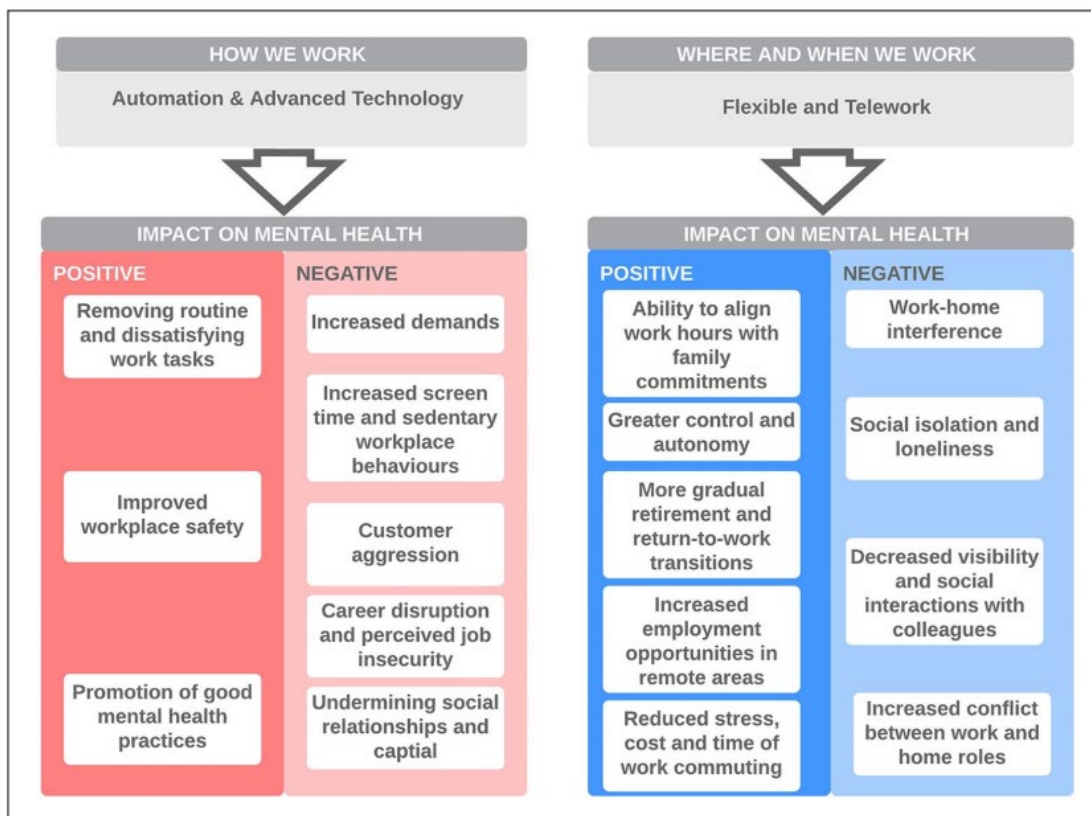 HOW WE WORK
Automation & Advanced Technology
IMPACT ON MENTAL HEALTH
POSITIVE
Removing routine
and dissatisfying
work tasks
Improved
workplace safety
Promotion of good
mental health
practices
NEGATIVE
Increased demands
Increased screen
time and sedentary
workplace
behaviours
Customer
aggression
Career disruption
and perceived job
insecurity
Undermining social
relationships and
captial
WHERE AND WHEN WE WORK
Flexible and Telework
IMPACT ON MENTAL HEALTH
POSITIVE
Ability to align
work hours with
family
commitments
Greater control and
autonomy
More gradual
retirement and
return-to-work
transitions
Increased
employment
opportunities in
remote areas
Reduced stress,
cost and time of
work commuting
NEGATIVE
Work-home
interference
Social isolation and
loneliness
Decreased visibility
and social
interactions with
colleagues
Increased conflict
between work and
home roles